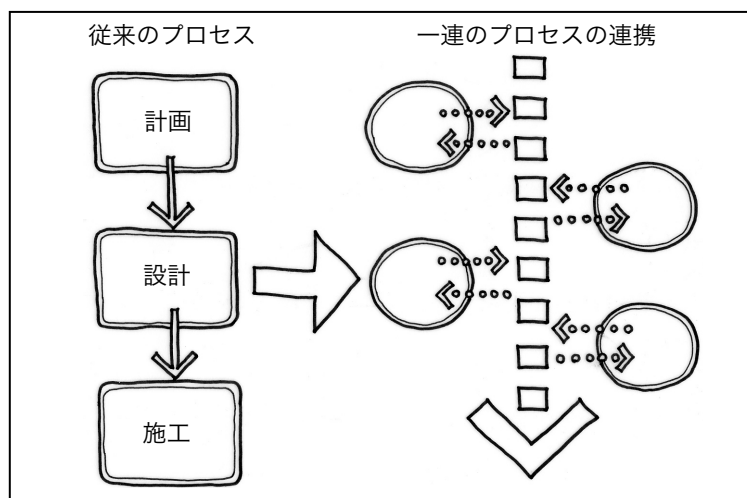 従来のプロセス
一連のプロセスの連携
計画
設計
施工